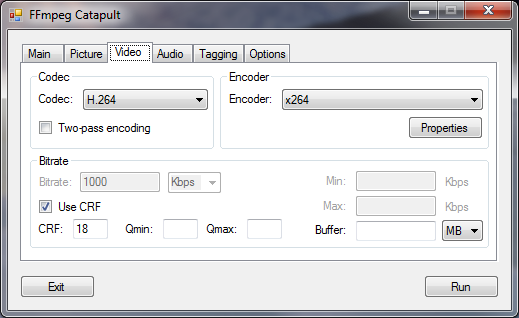 FFmpeg Catapult
Main Picture Video Audio Tagging Options
Codec Encoder
Codec: H.264 Encoder: x264
Two-pass encoding
Properties
Bitrate
Bitrate: 1000 Kbps Min: Kbps
Use CRF Max: Kbps
CRF: 18 Qmin: Qmax: Buffer: MB
Exit Run